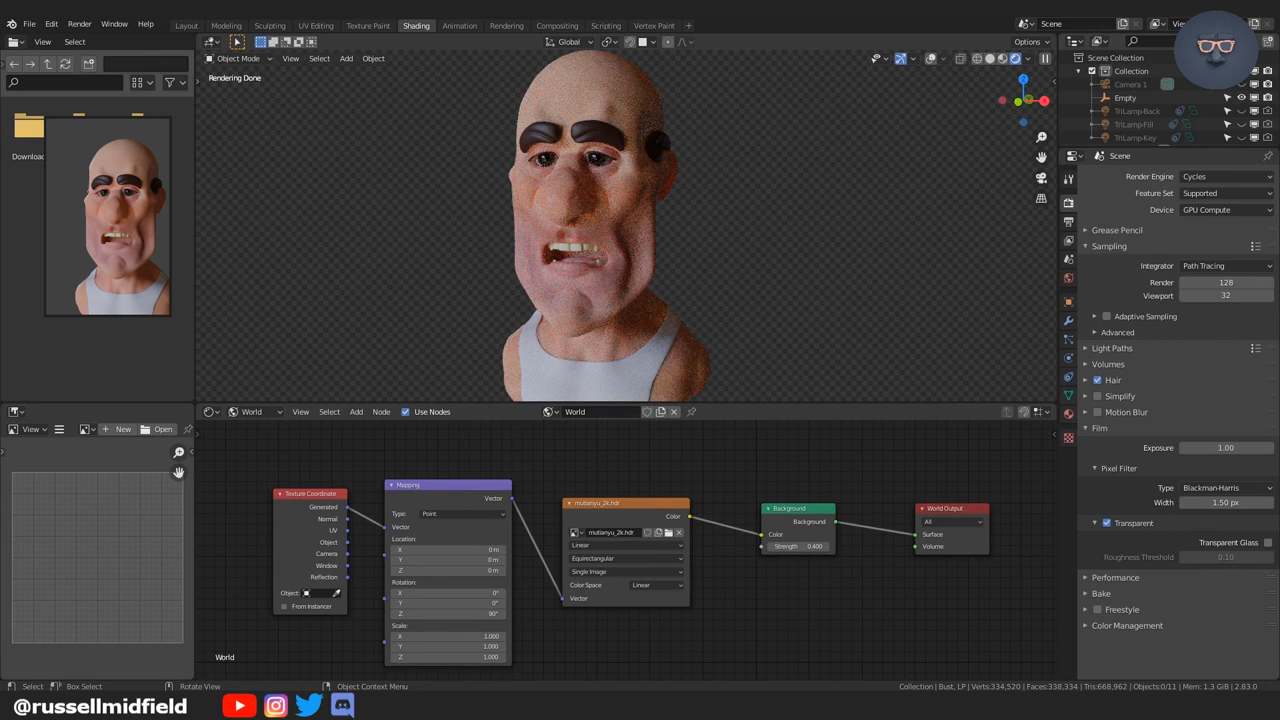 File Edit Render Window Help
Layout Modeling Sculpting UV Editing Texture Paint Shading Animation Rendering Compositing Scripting Vertex Paint +
Scene
View Select
Global
Options
Object Mode View Select Add Object
Rendering Done
Download
Scene Collection
Collection
Camera 1
Empty
TriLamp-Back
TriLamp-Fill
TriLamp-Key
Scene
Render Engine Cycles
Feature Set Supported
Device GPU Compute
Grease Pencil
Sampling
Integrator Path Tracing
Render 128
Viewport 32
Adaptive Sampling
Advanced
Light Paths
Volumes
Hair
Simplify
Motion Blur
Film
Exposure 1.00
Pixel Filter
Type Blackman-Harris
Width 1.50 px
Transparent
Transparent Glass
Roughness Threshold 0.10
Performance
Bake
Freestyle
Color Management
World View Select Add Node Use Nodes World
View + New Open
Texture Coordinate
Generated
Normal
UV
Object
Camera
Window
Reflection
Object:
From Instancer
Mapping
Vector
Type: Point
Vector
Location:
X 0 m
Y 0 m
Z 0 m
Rotation:
X 0°
Y 0°
Z 90°
Scale:
X 1.000
Y 1.000
Z 1.000
mutianyu_2k.hdr
Color
mutianyu_2k.hdr
Linear
Equirectangular
Single Image
Color Space Linear
Vector
Background
Background
Color
Strength 0.400
World Output
All
Surface
Volume
World
Select Box Select Rotate View Object Context Menu
Collection | Bust, LP | Verts:334,520 | Faces:338,334 | Tris:668,962 | Objects:0/11 | Mem: 1.3 GiB | 2.83.0
@russellmidfield